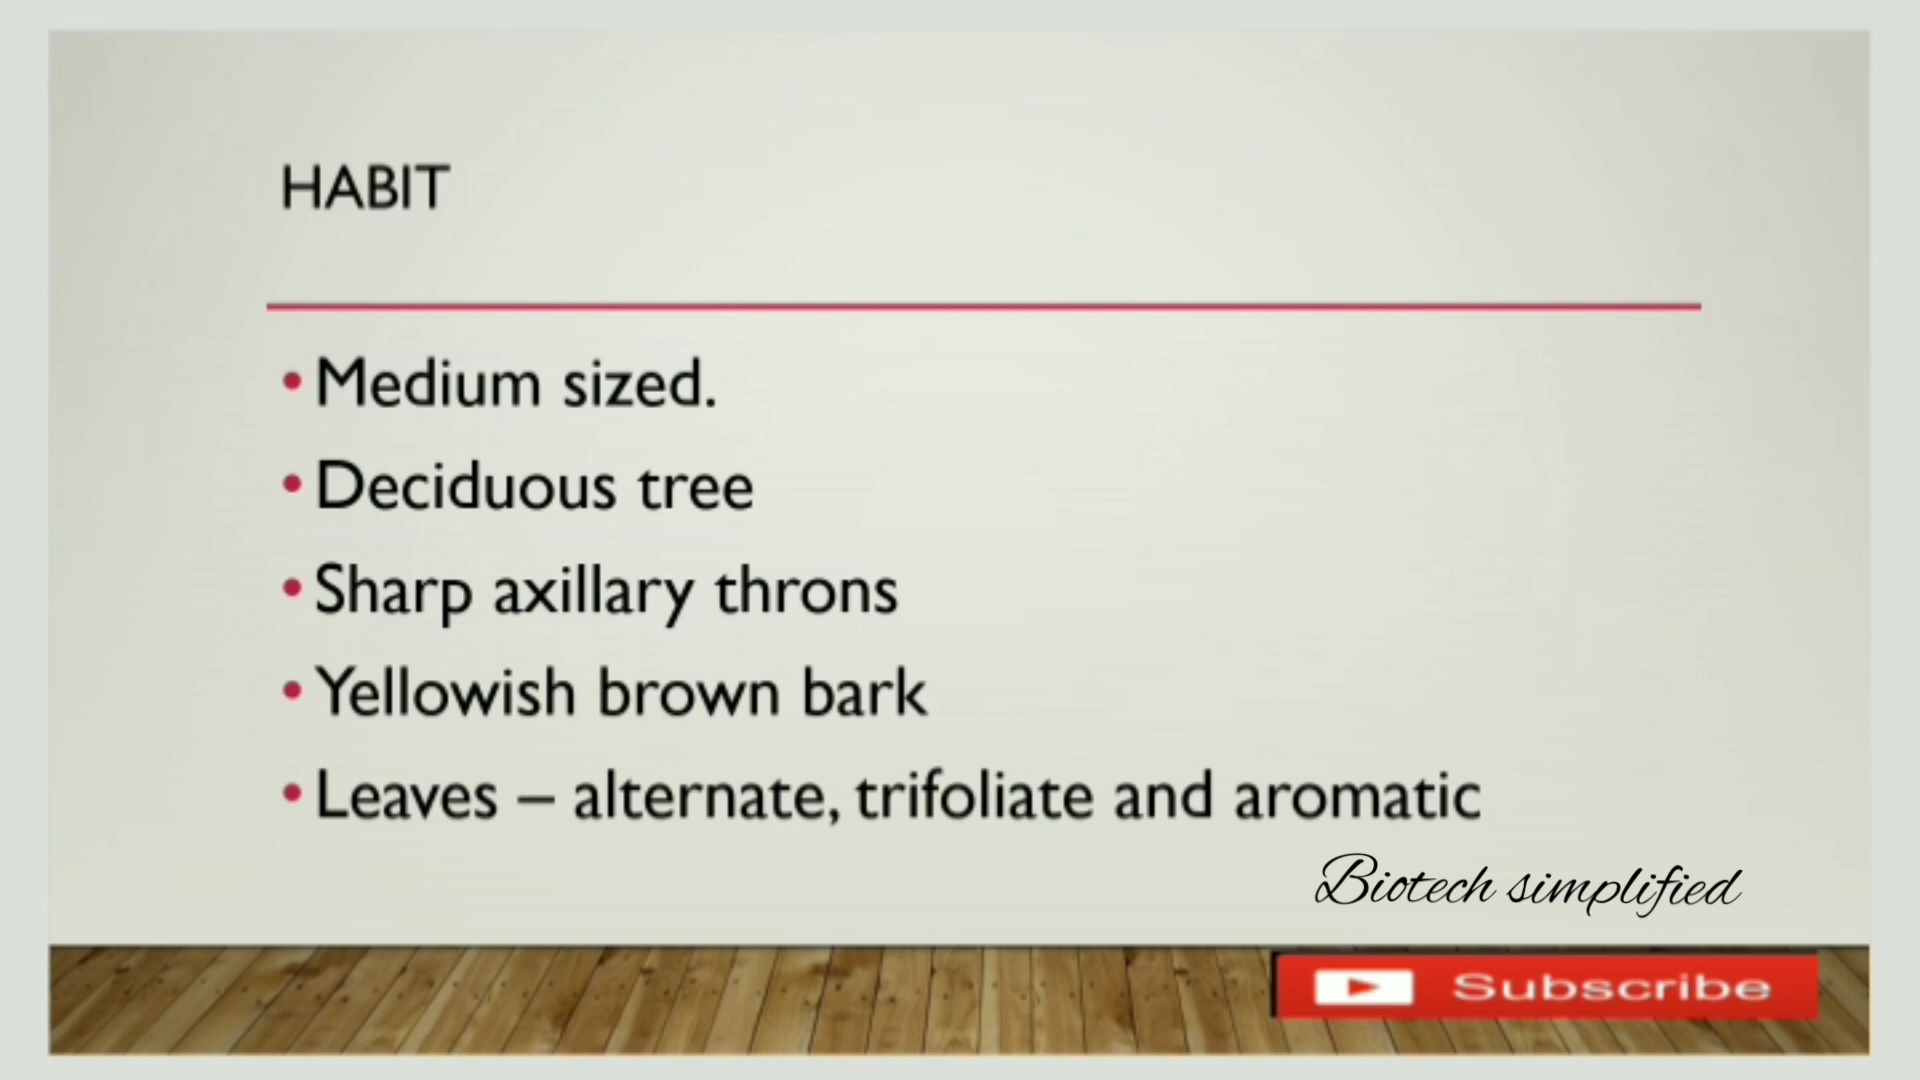 HABIT
• Medium sized.
• Deciduous tree
• Sharp axillary throns
• Yellowish brown bark
• Leaves – alternate, trifoliate and aromatic
Biotech simplified
Subscribe